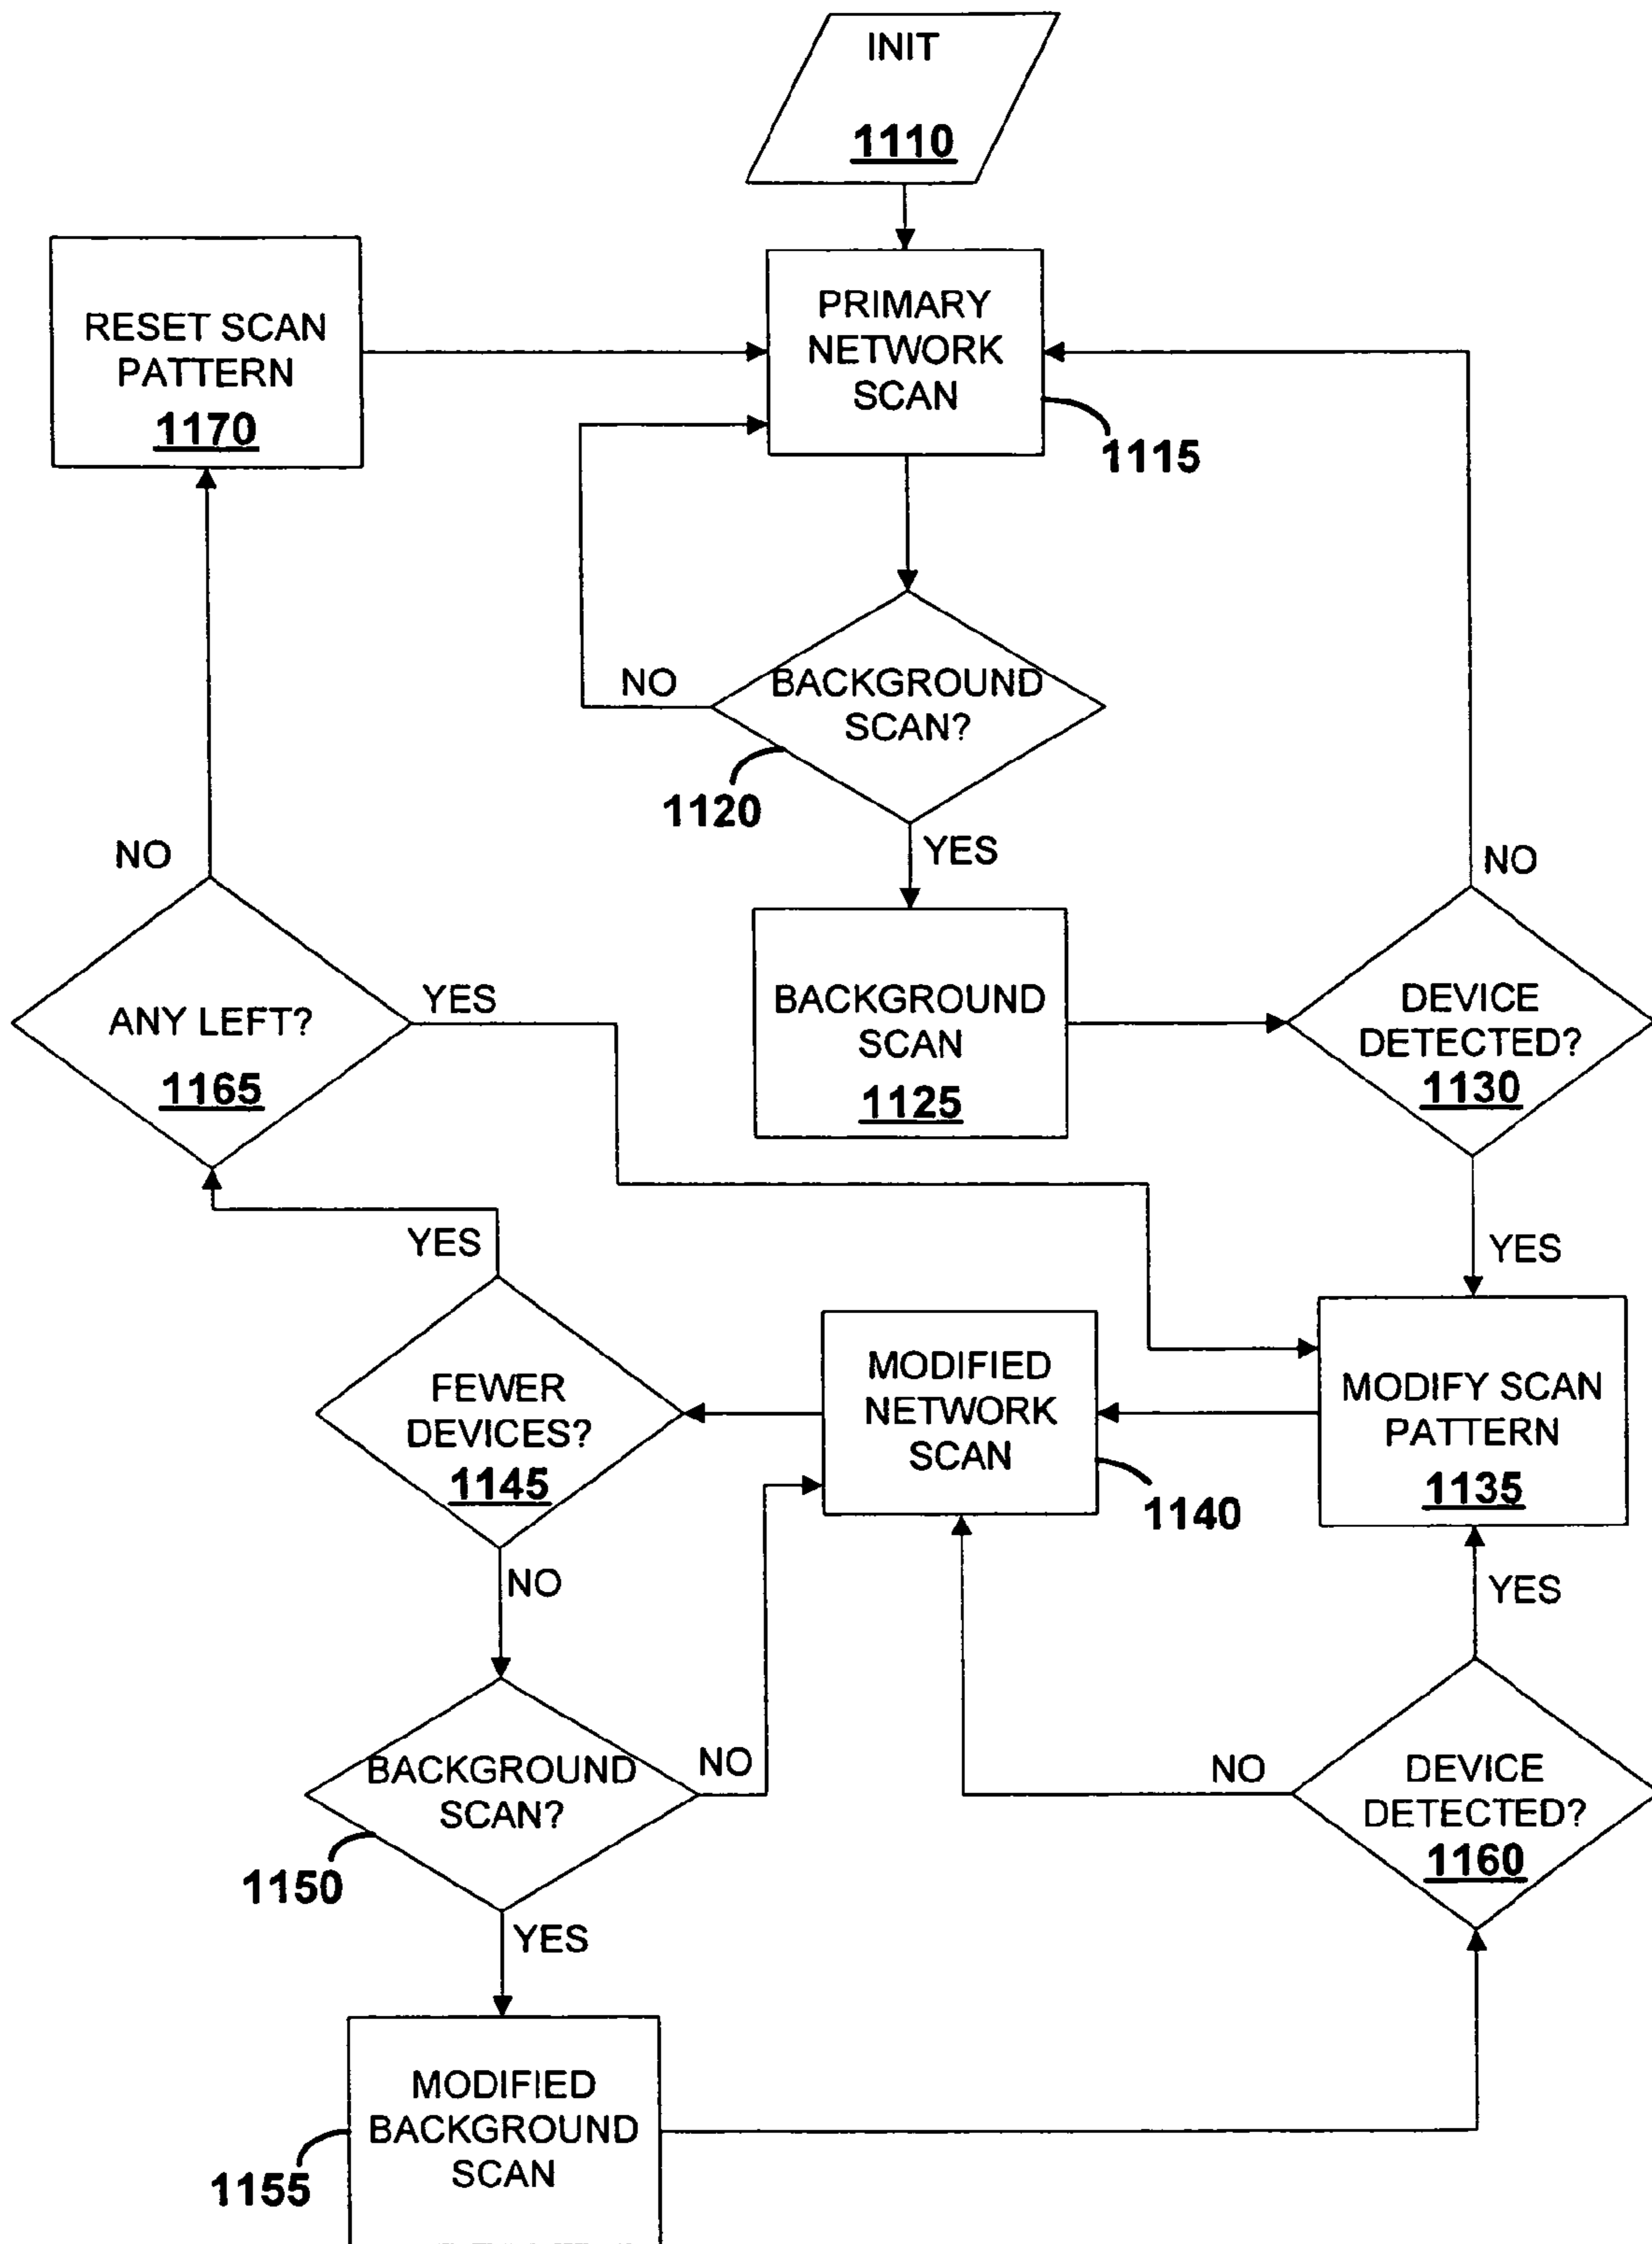 INIT
1110
RESET SCAN
PATTERN
1170
PRIMARY
NETWORK
SCAN
1115
NO
BACKGROUND
SCAN?
1120
YES
NO
NO
ANY LEFT?
1165
YES
BACKGROUND
SCAN
1125
DEVICE
DETECTED?
1130
YES
YES
FEWER
DEVICES?
1145
MODIFIED
NETWORK
SCAN
1140
MODIFY SCAN
PATTERN
1135
NO
YES
BACKGROUND
SCAN?
1150
NO
NO
DEVICE
DETECTED?
1160
YES
MODIFIED
BACKGROUND
SCAN
1155